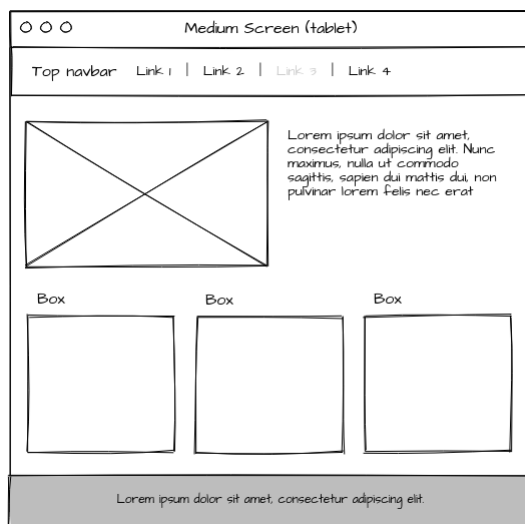 Medium Screen (tablet)
Top navbar Link 1 | Link 2 | Link 3 | Link 4
Lorem ipsum dolor sit amet,
consectetur adipiscing elit. Nunc
maximus, nulla ut commodo
sagittis, sapien dui mattis dui, non
pulvinar lorem felis nec erat
Box Box Box
Lorem ipsum dolor sit amet, consectetur adipiscing elit.